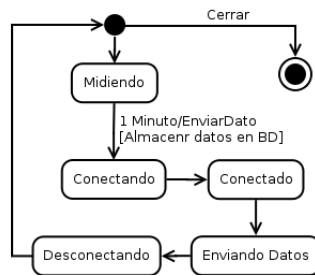 Cerrar
Midiendo
1 Minuto/EnviarDato
[Almacenr datos en BD]
Conectando
Conectado
Desconectando
Enviando Datos